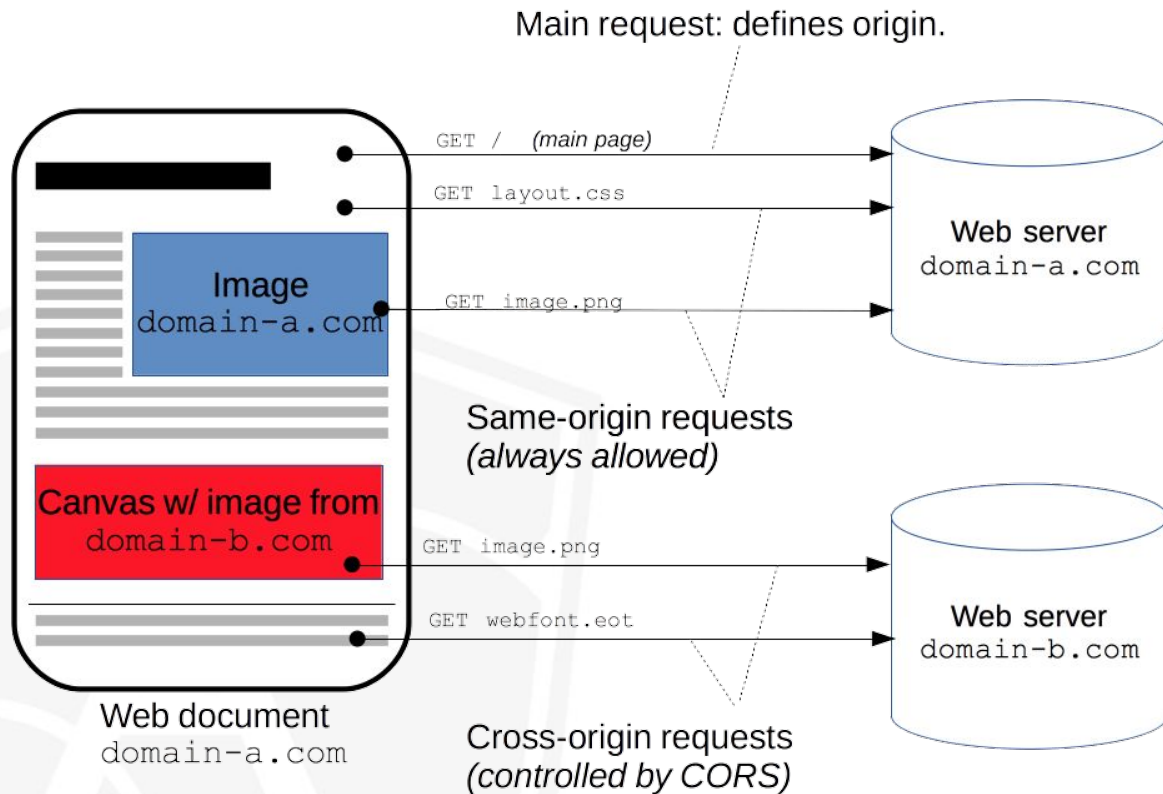 Main request: defines origin.
GET / (main page)
GET layout.css
Web server
domain-a.com
Image
domain-a.com
GET image.png
Same-origin requests
(always allowed)
Canvas w/ image from
domain-b.com
GET image.png
GET webfont.eot
Web server
domain-b.com
Web document
domain-a.com
Cross-origin requests
(controlled by CORS)